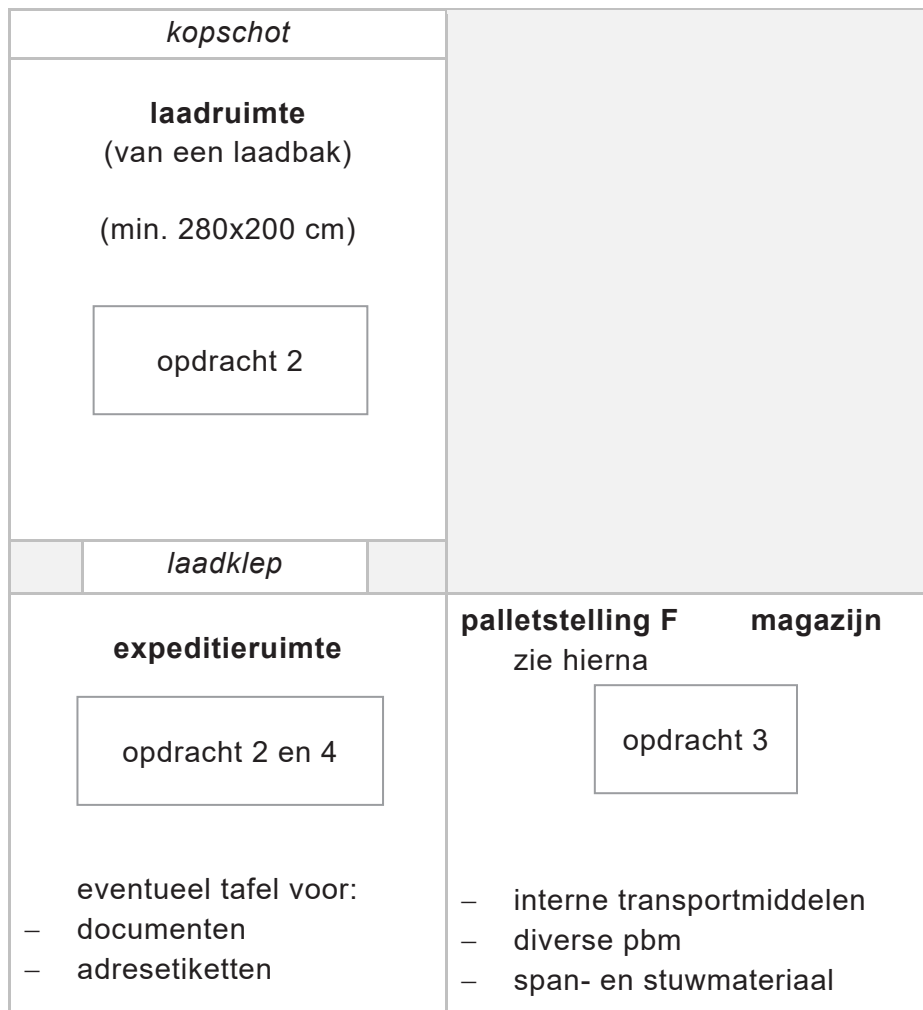 kopschot
laadruimte
(van een laadbak)
(min. 280x200 cm)
opdracht 2
laadklep
expeditieruimte
opdracht 2 en 4
eventueel tafel voor:
– documenten
– adresetiketten
palletstelling F magazijn
zie hierna
opdracht 3
– interne transportmiddelen
– diverse pbm
– span- en stuwmateriaal